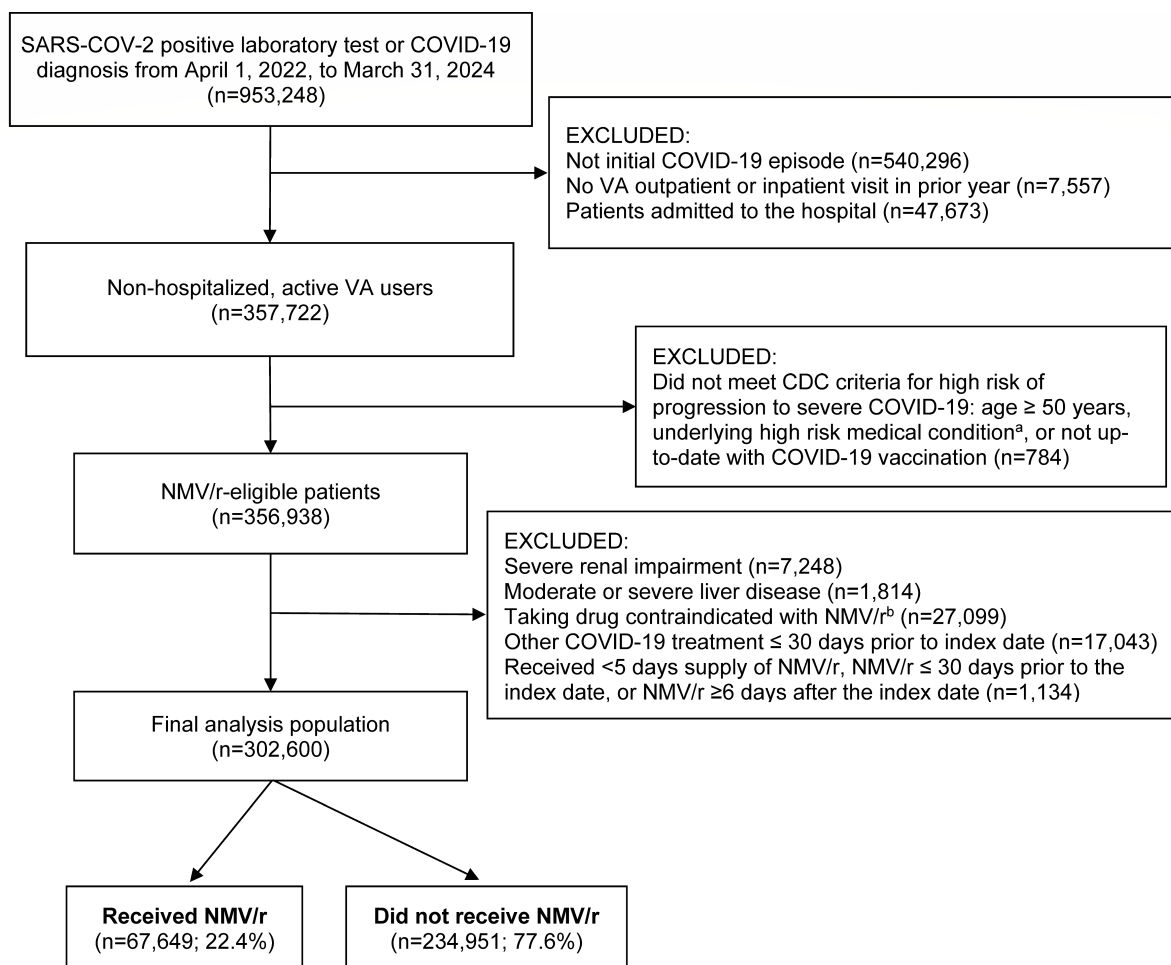 SARS-COV-2 positive laboratory test or COVID-19
diagnosis from April 1, 2022, to March 31, 2024
(n=953,248)
EXCLUDED:
Not initial COVID-19 episode (n=540,296)
No VA outpatient or inpatient visit in prior year (n=7,557)
Patients admitted to the hospital (n=47,673)
Non-hospitalized, active VA users
(n=357,722)
EXCLUDED:
Did not meet CDC criteria for high risk of
progression to severe COVID-19: age ≥ 50 years,
underlying high risk medical conditionᵃ, or not up-
to-date with COVID-19 vaccination (n=784)
NMV/r-eligible patients
(n=356,938)
EXCLUDED:
Severe renal impairment (n=7,248)
Moderate or severe liver disease (n=1,814)
Taking drug contraindicated with NMV/rᵇ (n=27,099)
Other COVID-19 treatment ≤ 30 days prior to index date (n=17,043)
Received <5 days supply of NMV/r, NMV/r ≤ 30 days prior to the
index date, or NMV/r ≥6 days after the index date (n=1,134)
Final analysis population
(n=302,600)
Received NMV/r
(n=67,649; 22.4%)
Did not receive NMV/r
(n=234,951; 77.6%)